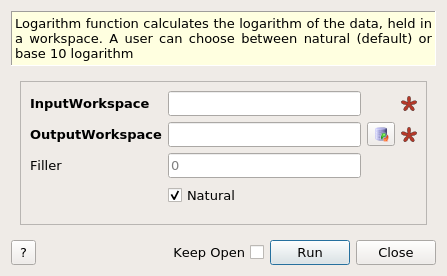 Logarithm function calculates the logarithm of the data, held in
a workspace. A user can choose between natural (default) or
base 10 logarithm
InputWorkspace
OutputWorkspace
Filler 0
Natural
? Keep Open Run Close